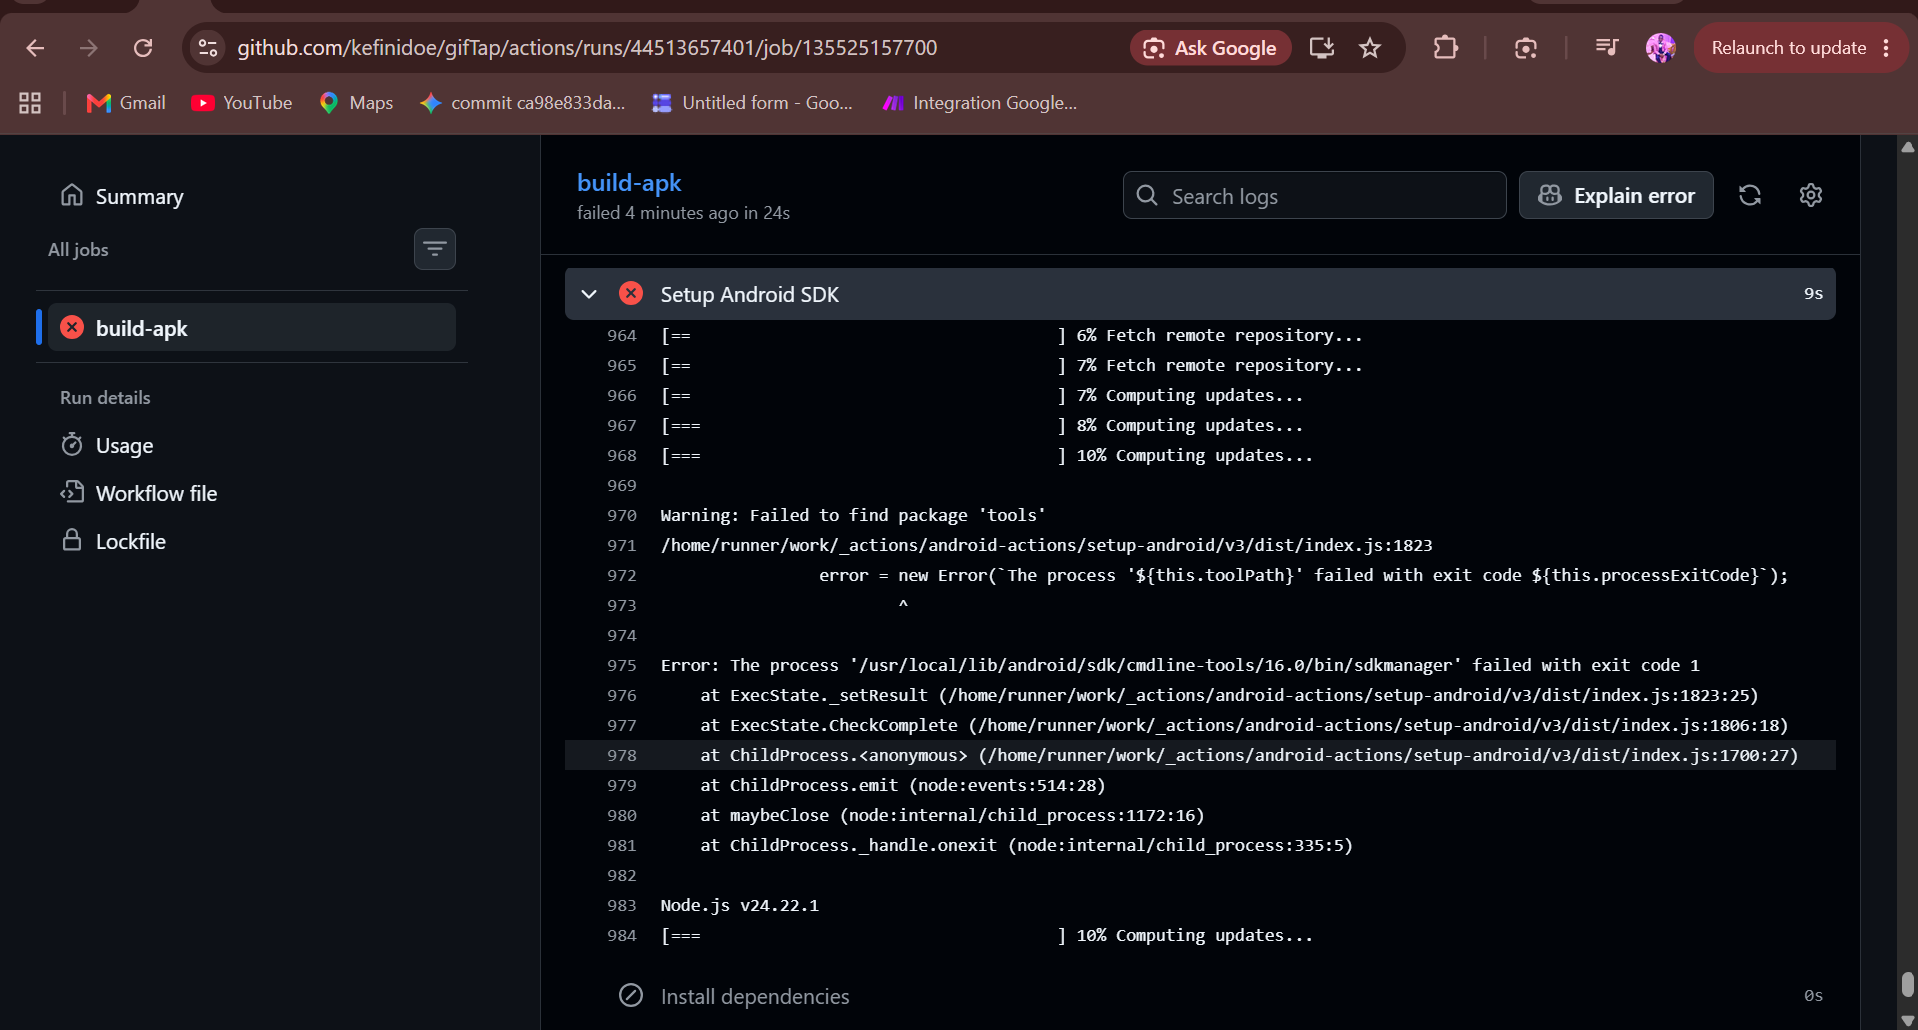 github.com/kefinidoe/gifTap/actions/runs/44513657401/job/135525157700
Ask Google
Relaunch to update
Gmail
YouTube
Maps
commit ca98e833da...
Untitled form - Goo...
Integration Google...
Summary
All jobs
build-apk
Run details
Usage
Workflow file
Lockfile
build-apk
failed 4 minutes ago in 24s
Search logs
Explain error
Setup Android SDK 9s
964 [== ] 6% Fetch remote repository...
965 [== ] 7% Fetch remote repository...
966 [== ] 7% Computing updates...
967 [=== ] 8% Computing updates...
968 [=== ] 10% Computing updates...
969
970 Warning: Failed to find package 'tools'
971 /home/runner/work/_actions/android-actions/setup-android/v3/dist/index.js:1823
972 error = new Error(`The process '${this.toolPath}' failed with exit code ${this.processExitCode}`);
973 ^
974
975 Error: The process '/usr/local/lib/android/sdk/cmdline-tools/16.0/bin/sdkmanager' failed with exit code 1
976 at ExecState._setResult (/home/runner/work/_actions/android-actions/setup-android/v3/dist/index.js:1823:25)
977 at ExecState.CheckComplete (/home/runner/work/_actions/android-actions/setup-android/v3/dist/index.js:1806:18)
978 at ChildProcess.<anonymous> (/home/runner/work/_actions/android-actions/setup-android/v3/dist/index.js:1700:27)
979 at ChildProcess.emit (node:events:514:28)
980 at maybeClose (node:internal/child_process:1172:16)
981 at ChildProcess._handle.onexit (node:internal/child_process:335:5)
982
983 Node.js v24.22.1
984 [=== ] 10% Computing updates...
Install dependencies 0s